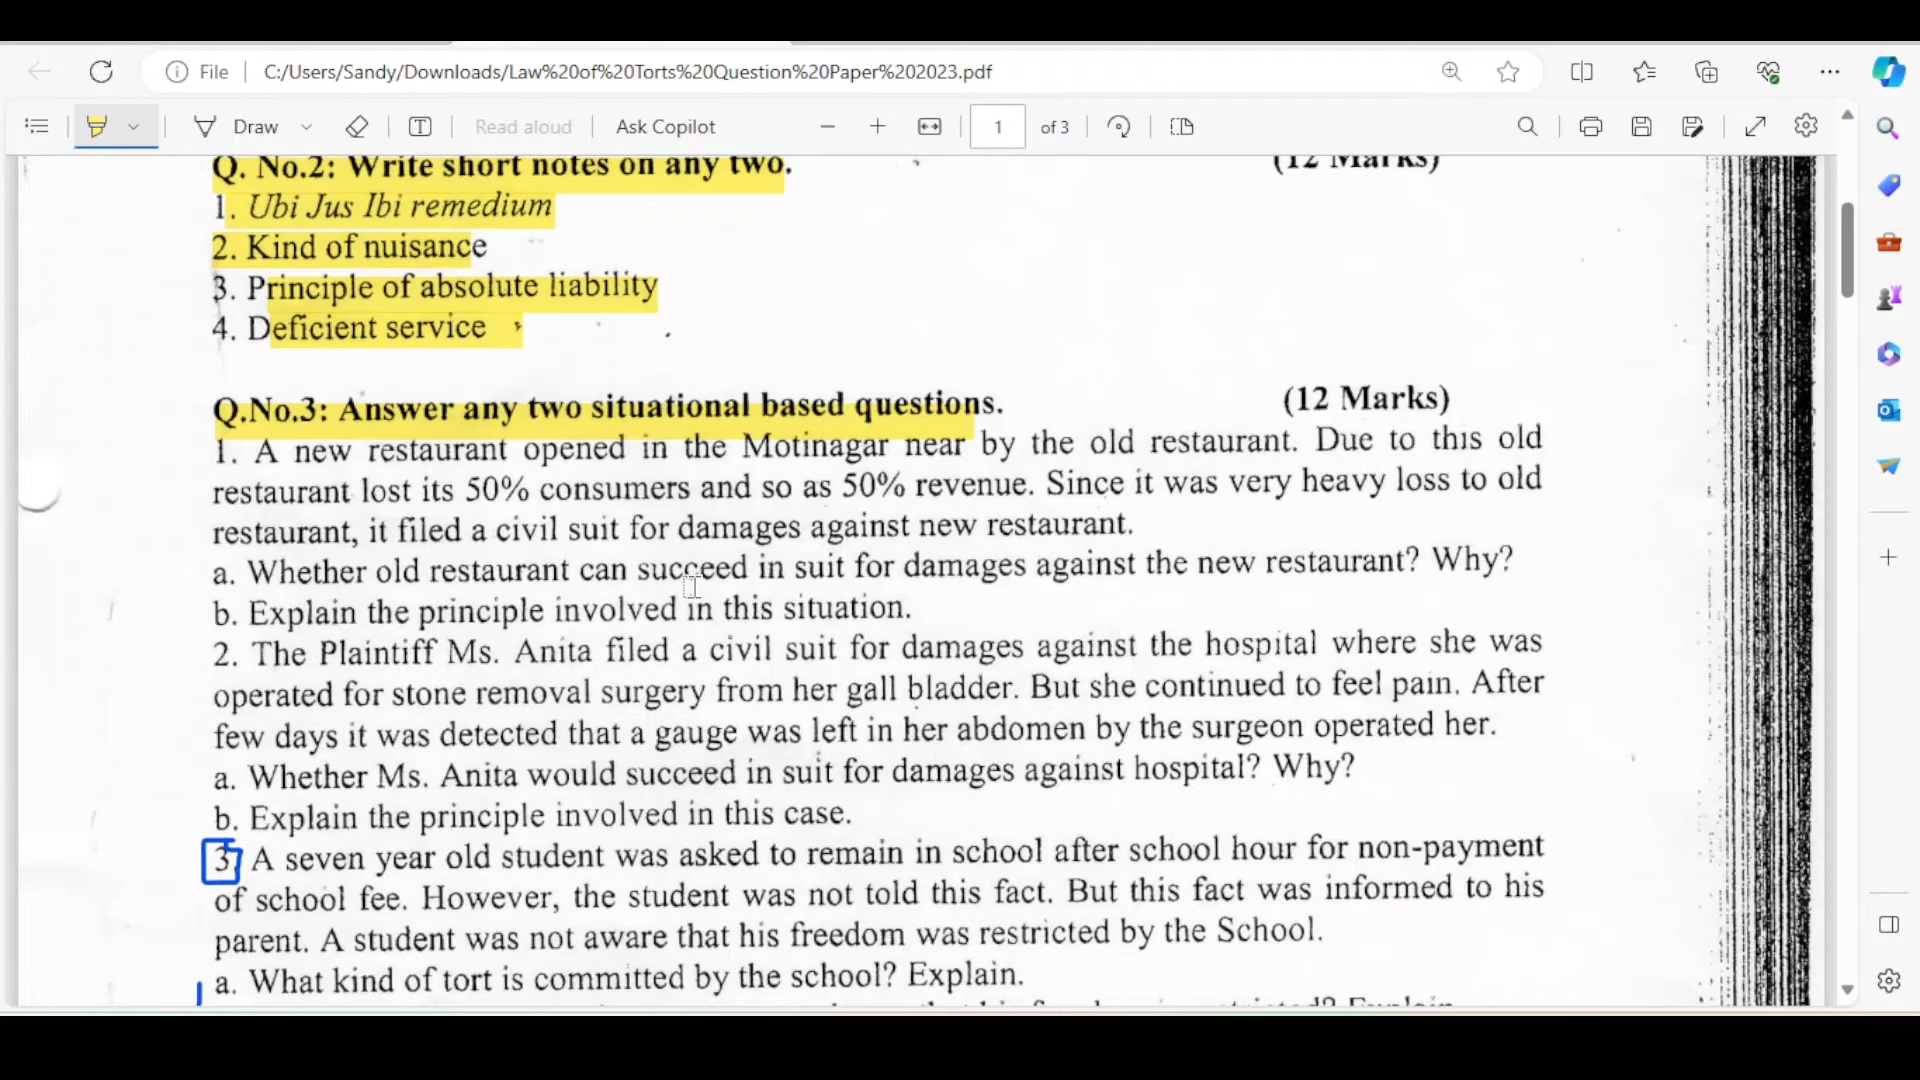 File
C:/Users/Sandy/Downloads/Law%20of%20Torts%20Question%20Paper%202023.pdf
Draw
Read aloud
Ask Copilot
1
of 3
Q. No.2: Write short notes on any two. (12 Marks)
1. Ubi Jus Ibi remedium
2. Kind of nuisance
3. Principle of absolute liability
4. Deficient service
Q.No.3: Answer any two situational based questions. (12 Marks)
1. A new restaurant opened in the Motinagar near by the old restaurant. Due to this old
restaurant lost its 50% consumers and so as 50% revenue. Since it was very heavy loss to old
restaurant, it filed a civil suit for damages against new restaurant.
a. Whether old restaurant can succeed in suit for damages against the new restaurant? Why?
b. Explain the principle involved in this situation.
2. The Plaintiff Ms. Anita filed a civil suit for damages against the hospital where she was
operated for stone removal surgery from her gall bladder. But she continued to feel pain. After
few days it was detected that a gauge was left in her abdomen by the surgeon operated her.
a. Whether Ms. Anita would succeed in suit for damages against hospital? Why?
b. Explain the principle involved in this case.
3. A seven year old student was asked to remain in school after school hour for non-payment
of school fee. However, the student was not told this fact. But this fact was informed to his
parent. A student was not aware that his freedom was restricted by the School.
a. What kind of tort is committed by the school? Explain.